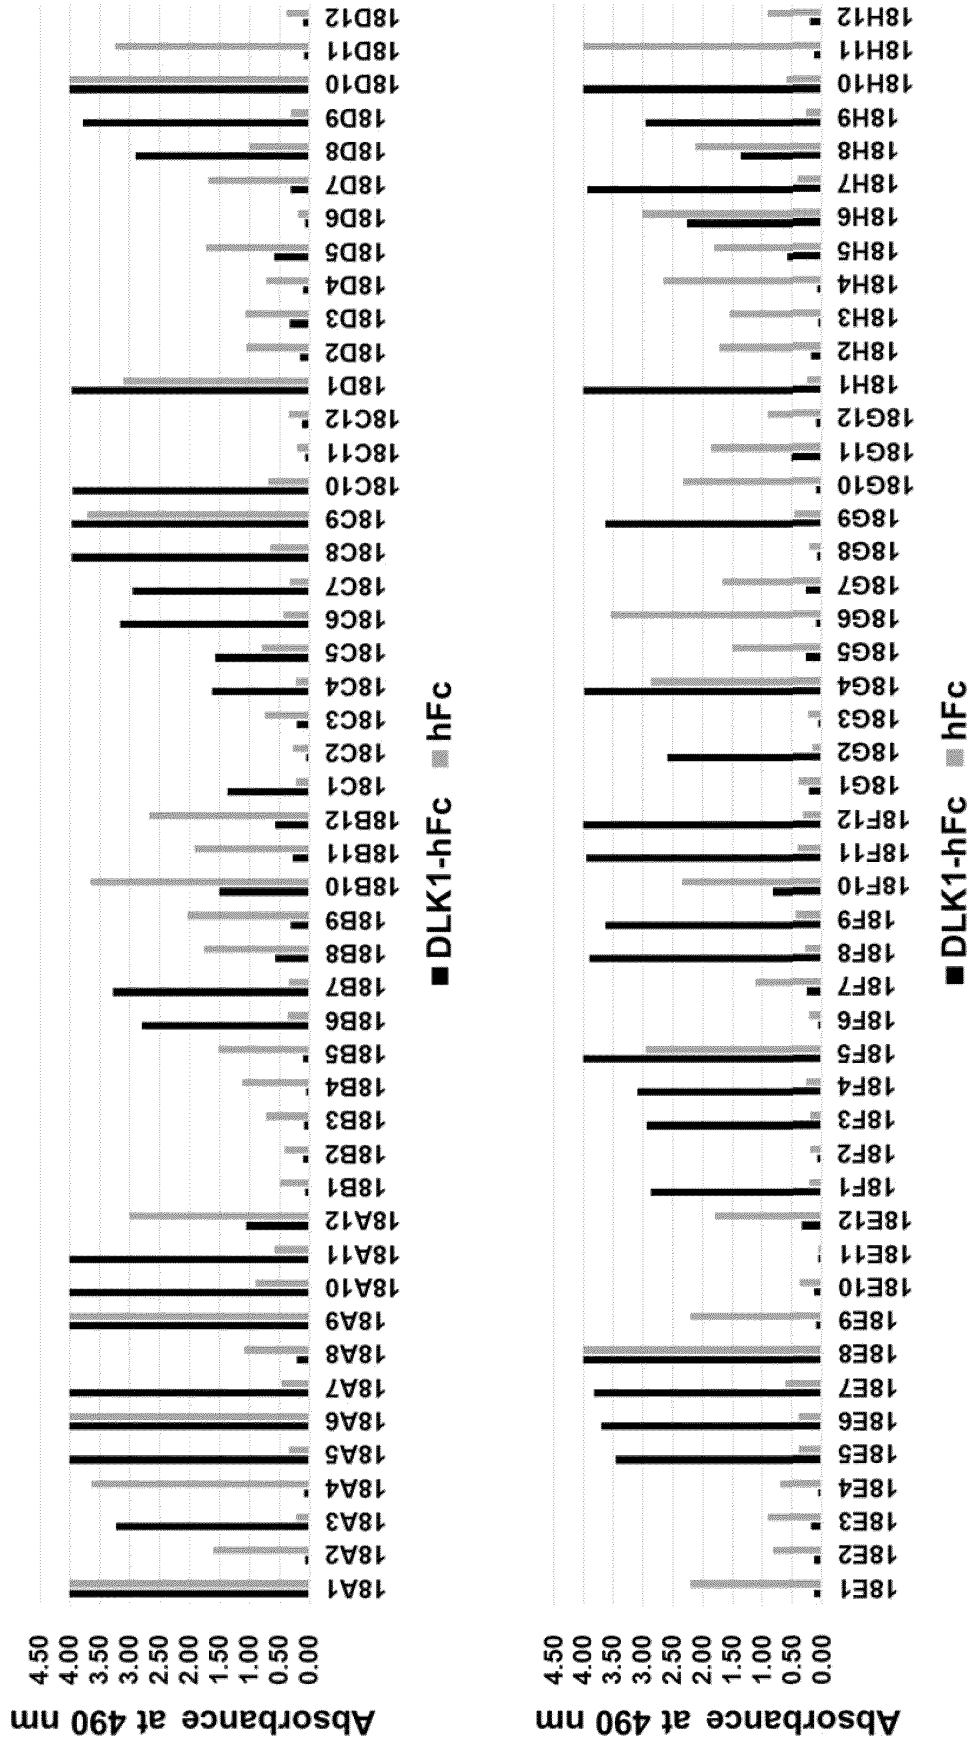 Absorbance at 490 nm
4.50
4.00
3.50
3.00
2.50
2.00
1.50
1.00
0.50
0.00
18A1
18A2
18A3
18A4
18A5
18A6
18A7
18A8
18A9
18A10
18A11
18A12
18B1
18B2
18B3
18B4
18B5
18B6
18B7
18B8
18B9
18B10
18B11
18B12
18C1
18C2
18C3
18C4
18C5
18C6
18C7
18C8
18C9
18C10
18C11
18C12
18D1
18D2
18D3
18D4
18D5
18D6
18D7
18D8
18D9
18D10
18D11
18D12
DLK1-hFc hFc
Absorbance at 490 nm
4.50
4.00
3.50
3.00
2.50
2.00
1.50
1.00
0.50
0.00
18E1
18E2
18E3
18E4
18E5
18E6
18E7
18E8
18E9
18E10
18E11
18E12
18F1
18F2
18F3
18F4
18F5
18F6
18F7
18F8
18F9
18F10
18F11
18F12
18G1
18G2
18G3
18G4
18G5
18G6
18G7
18G8
18G9
18G10
18G11
18G12
18H1
18H2
18H3
18H4
18H5
18H6
18H7
18H8
18H9
18H10
18H11
18H12
DLK1-hFc hFc